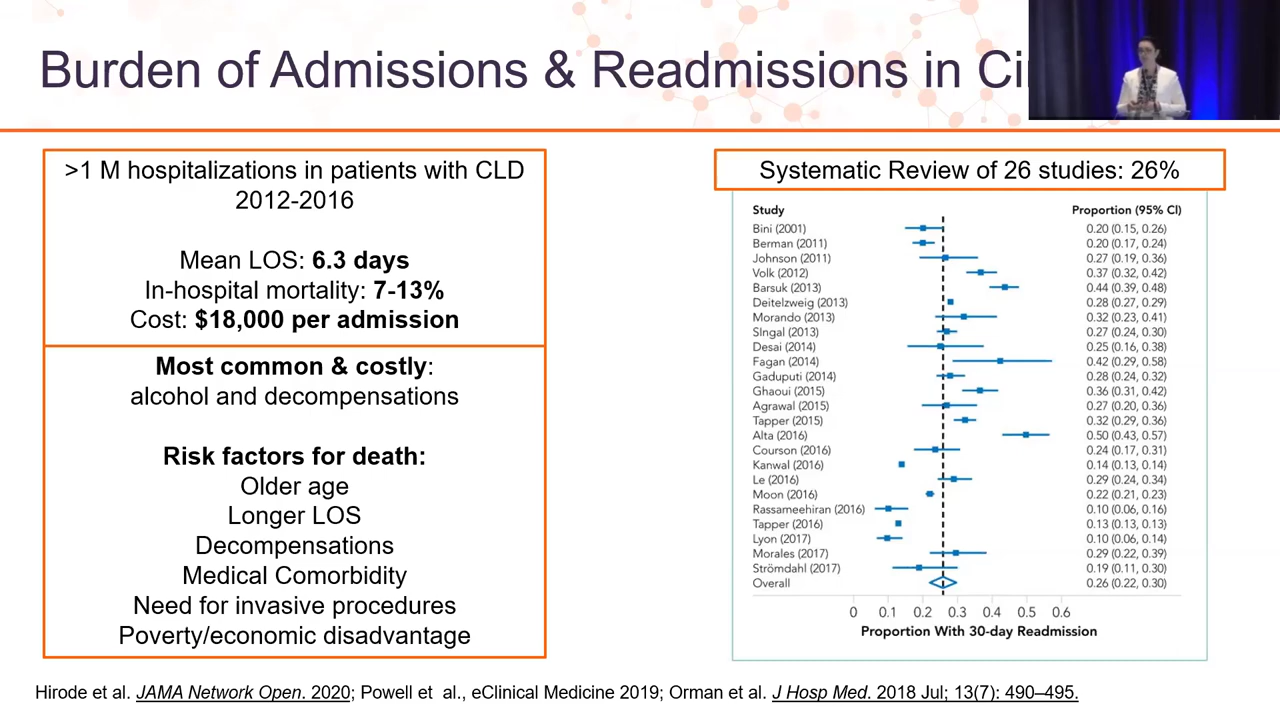 Burden of Admissions & Readmissions in Ci
>1 M hospitalizations in patients with CLD
2012-2016
Mean LOS: 6.3 days
In-hospital mortality: 7-13%
Cost: $18,000 per admission
Most common & costly:
alcohol and decompensations
Risk factors for death:
Older age
Longer LOS
Decompensations
Medical Comorbidity
Need for invasive procedures
Poverty/economic disadvantage
Systematic Review of 26 studies: 26%
Study Proportion (95% CI)
Bini (2001) 0.20 (0.15, 0.26)
Berman (2011) 0.20 (0.17, 0.24)
Johnson (2011) 0.27 (0.19, 0.36)
Volk (2012) 0.37 (0.32, 0.42)
Barsuk (2013) 0.44 (0.39, 0.48)
Deitelzweig (2013) 0.28 (0.27, 0.29)
Morando (2013) 0.32 (0.23, 0.41)
SIngal (2013) 0.27 (0.24, 0.30)
Desai (2014) 0.25 (0.16, 0.38)
Fagan (2014) 0.42 (0.29, 0.58)
Gaduputi (2014) 0.28 (0.24, 0.32)
Ghaoui (2015) 0.36 (0.31, 0.42)
Agrawal (2015) 0.27 (0.20, 0.36)
Tapper (2015) 0.32 (0.29, 0.36)
Alta (2016) 0.50 (0.43, 0.57)
Courson (2016) 0.24 (0.17, 0.31)
Kanwal (2016) 0.14 (0.13, 0.14)
Le (2016) 0.29 (0.24, 0.34)
Moon (2016) 0.22 (0.21, 0.23)
Rassameehiran (2016) 0.10 (0.06, 0.16)
Tapper (2016) 0.13 (0.13, 0.13)
Lyon (2017) 0.10 (0.06, 0.14)
Morales (2017) 0.29 (0.22, 0.39)
Strömdahl (2017) 0.19 (0.11, 0.30)
Overall 0.26 (0.22, 0.30)
0 0.1 0.2 0.3 0.4 0.5 0.6
Proportion With 30-day Readmission
Hirode et al. JAMA Network Open. 2020; Powell et al., eClinical Medicine 2019; Orman et al. J Hosp Med. 2018 Jul; 13(7): 490–495.